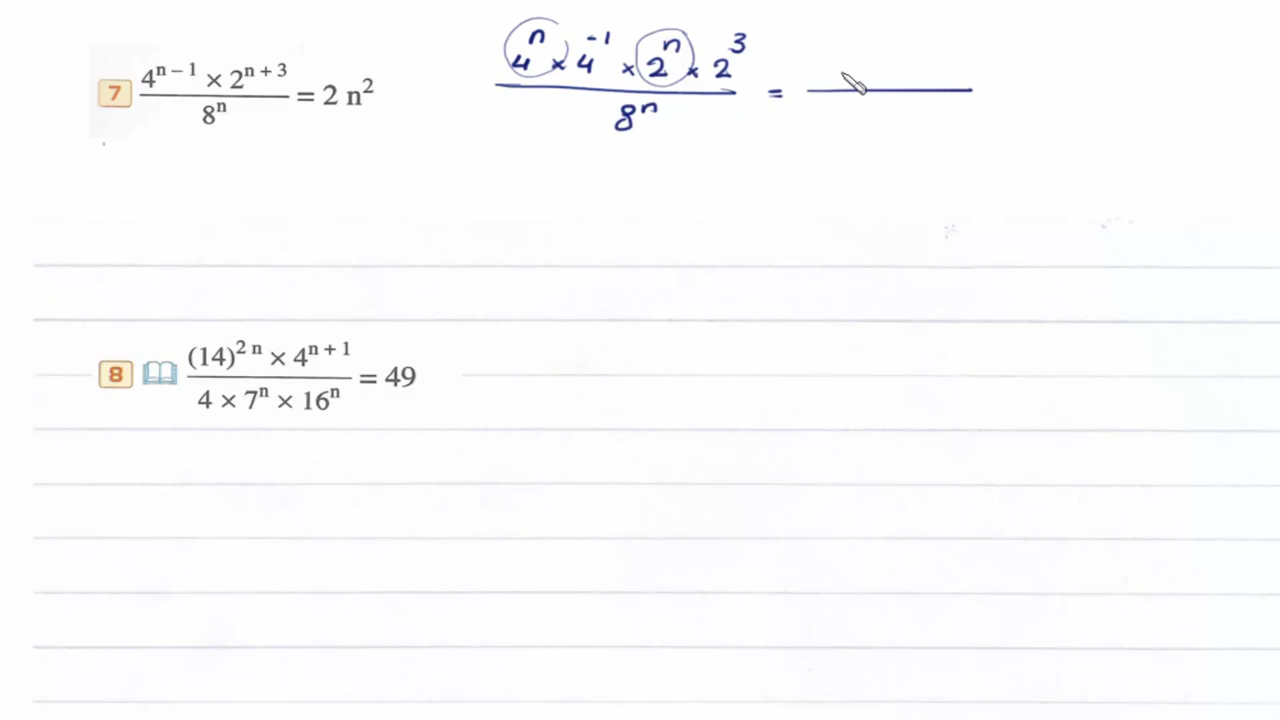 7 4^{n-1} × 2^{n+3} / 8^n = 2 n^2
4^n × 4^{-1} × 2^n × 2^3 / 8^n =
8 (14)^{2n} × 4^{n+1} / 4 × 7^n × 16^n = 49